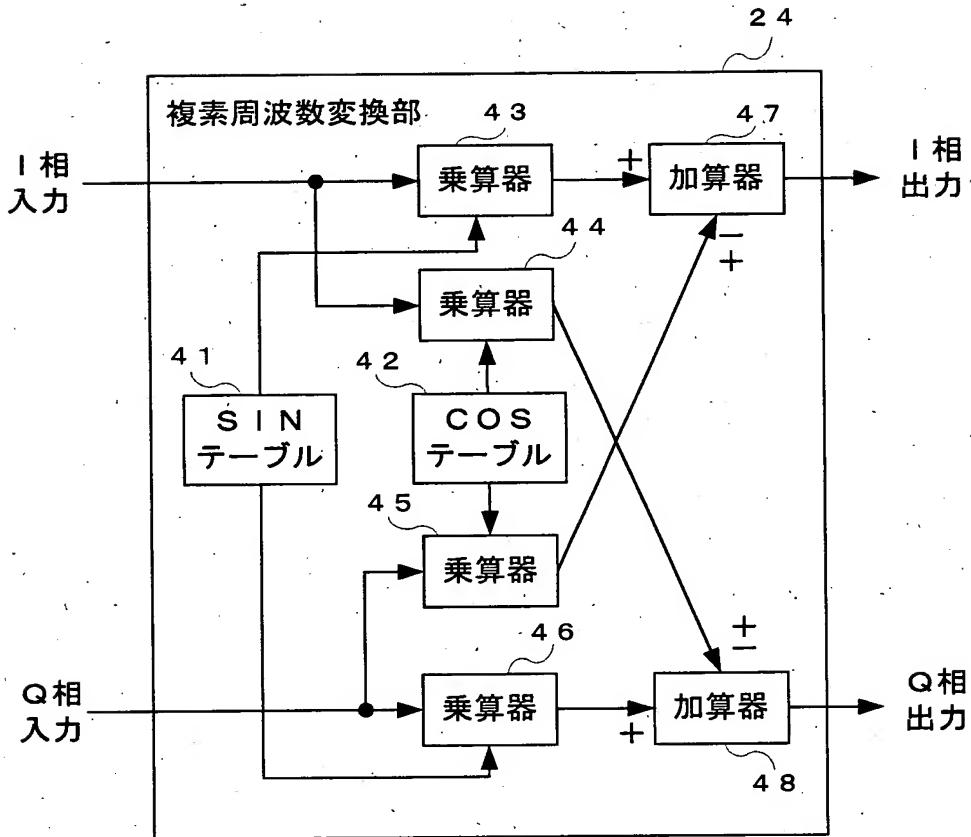 24
複素周波数変換部
43
47
I相
入力
乗算器
+
加算器
I相
出力
−
+
44
乗算器
41
42
SIN
テーブル
COS
テーブル
45
乗算器
+
−
46
Q相
入力
乗算器
+
加算器
Q相
出力
48